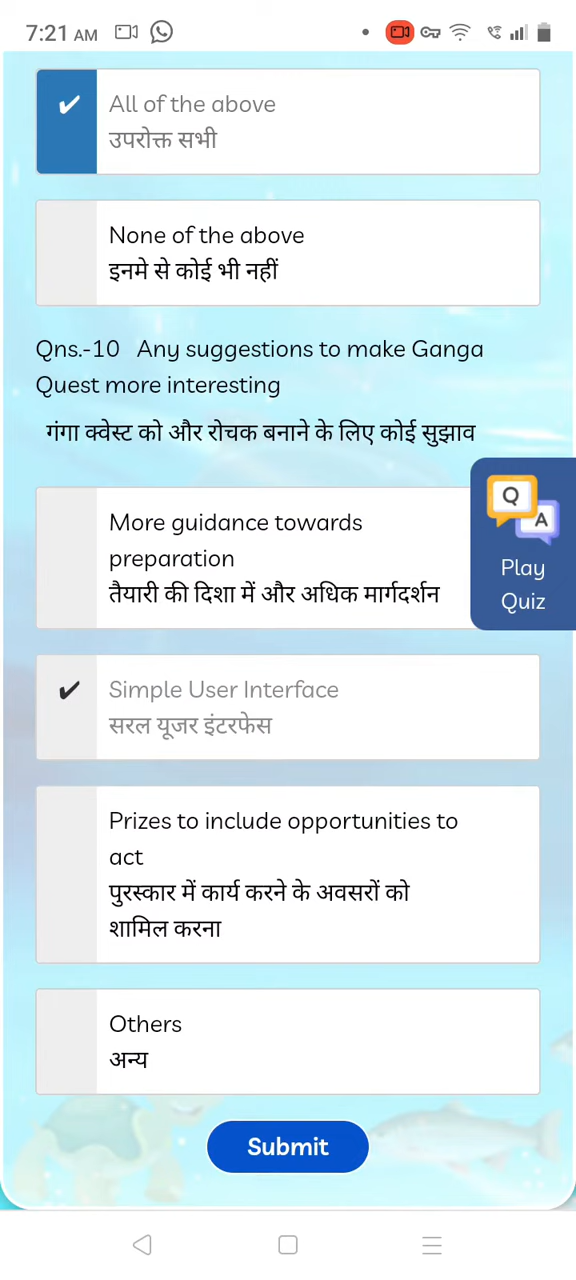 7:21 AM
All of the above
उपरोक्त सभी
None of the above
इनमे से कोई भी नहीं
Qns.-10 Any suggestions to make Ganga
Quest more interesting
गंगा क्वेस्ट को और रोचक बनाने के लिए कोई सुझाव
More guidance towards
preparation
तैयारी की दिशा में और अधिक मार्गदर्शन
Q
A
Play
Quiz
Simple User Interface
सरल यूजर इंटरफेस
Prizes to include opportunities to
act
पुरस्कार में कार्य करने के अवसरों को
शामिल करना
Others
अन्य
Submit